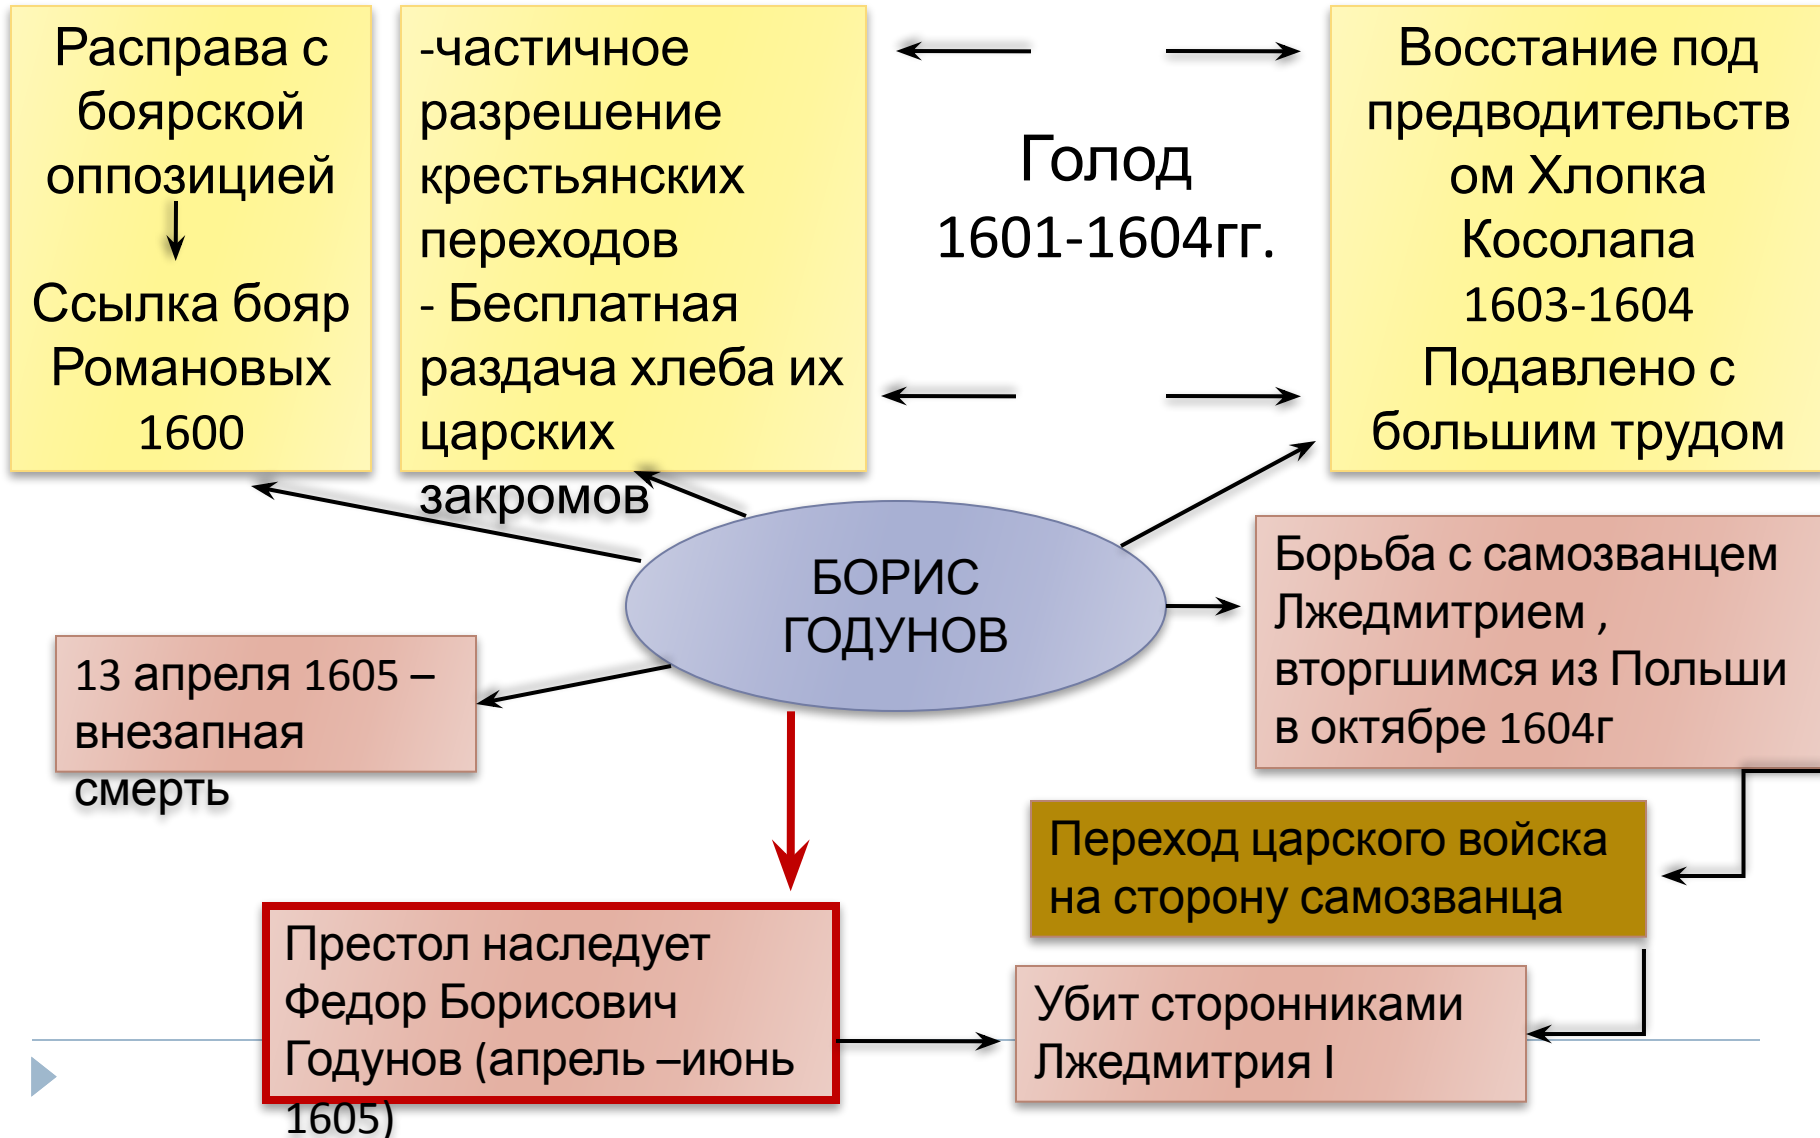 Расправа с
боярской
оппозицией
Ссылка бояр
Романовых
1600
-частичное
разрешение
крестьянских
переходов
- Бесплатная
раздача хлеба их
царских
закромов
Голод
1601-1604гг.
Восстание под
предводительств
ом Хлопка
Косолапа
1603-1604
Подавлено с
большим трудом
БОРИС
ГОДУНОВ
Борьба с самозванцем
Лжедмитрием ,
вторгшимся из Польши
в октябре 1604г
13 апреля 1605 –
внезапная
смерть
Переход царского войска
на сторону самозванца
Престол наследует
Федор Борисович
Годунов (апрель –июнь
1605)
Убит сторонниками
Лжедмитрия I